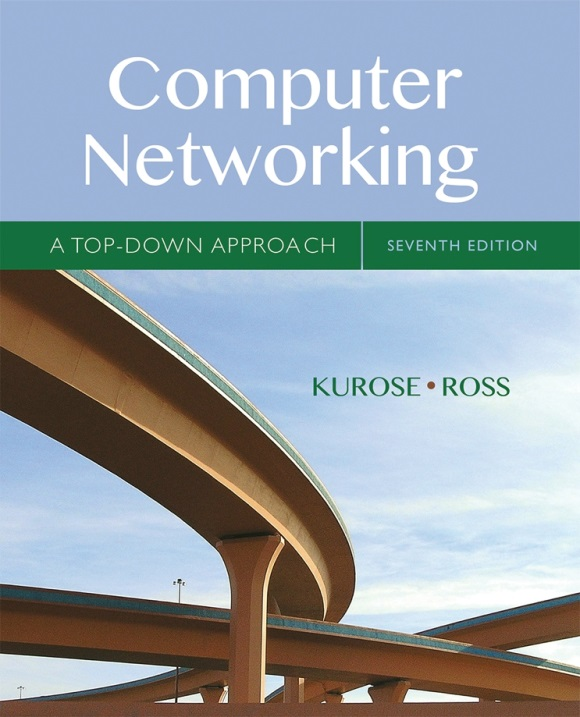 Computer
Networking
A TOP-DOWN APPROACH SEVENTH EDITION
KUROSE • ROSS